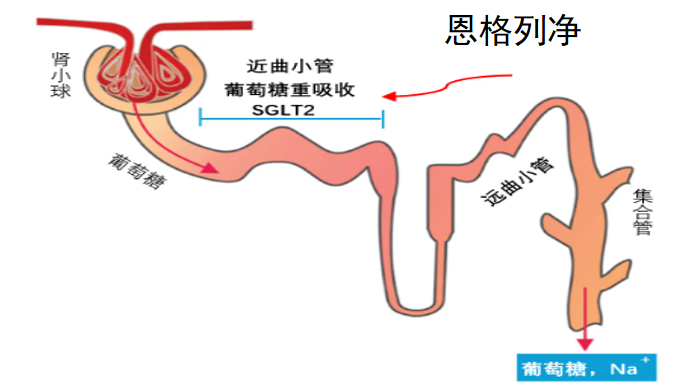 恩格列净
肾小球
近曲小管
葡萄糖重吸收
SGLT2
葡萄糖
远曲小管
集合管
葡萄糖，Na⁺